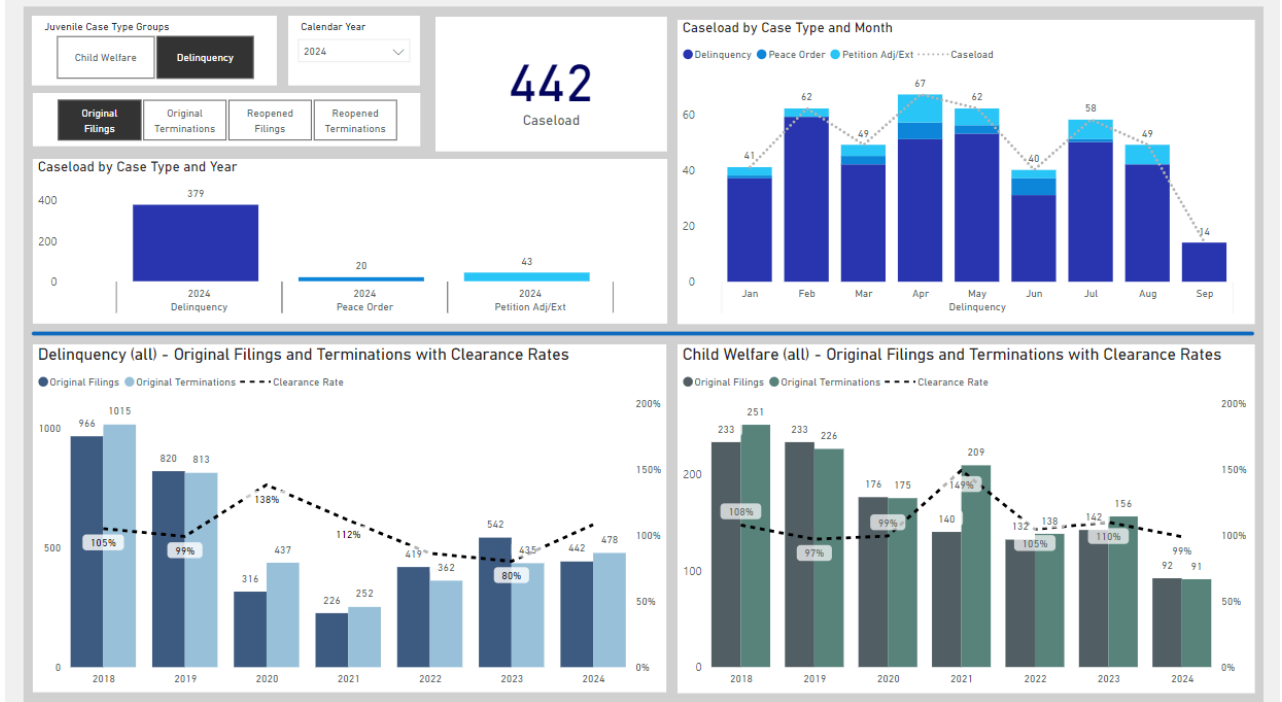 Juvenile Case Type Groups
Child Welfare
Delinquency
Calendar Year
2024
Original
Filings
Original
Terminations
Reopened
Filings
Reopened
Terminations
442
Caseload
Caseload by Case Type and Month
Delinquency Peace Order Petition Adj/Ext Caseload
60
40
20
0
41
62
49
67
62
40
58
49
14
Jan Feb Mar Apr May Jun Jul Aug Sep
Delinquency
Caseload by Case Type and Year
400
200
0
379
20
43
2024 2024 2024
Delinquency Peace Order Petition Adj/Ext
Delinquency (all) - Original Filings and Terminations with Clearance Rates
Original Filings Original Terminations Clearance Rate
1000
500
0
966 1015
820 813
316 437
226 252
419 362
542 435
442 478
105%
99%
138%
112%
80%
200%
150%
100%
50%
0%
2018 2019 2020 2021 2022 2023 2024
Child Welfare (all) - Original Filings and Terminations with Clearance Rates
Original Filings Original Terminations Clearance Rate
200
100
0
233 251
233 226
176 175
140 209
132 138
142 156
92 91
108%
97%
99%
149%
105%
110%
99%
200%
150%
100%
50%
0%
2018 2019 2020 2021 2022 2023 2024